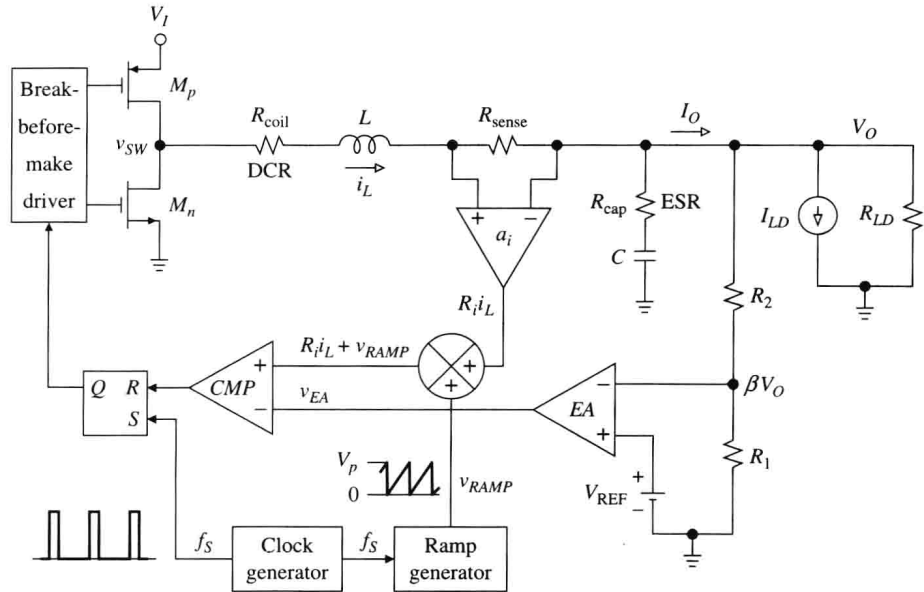 V_I
Break-
before-
make
driver
M_p
v_SW
M_n
R_coil
DCR
L
i_L
R_sense
I_O
V_O
+ −
a_i
R_cap
ESR
C
I_LD
R_LD
R_2
R_i i_L
R_i i_L + v_RAMP
+
+
Q R
S
+
CMP
−
v_EA
EA
−
+
βV_O
R_1
V_p
0
v_RAMP
V_REF
+
−
f_S
Clock
generator
f_S
Ramp
generator